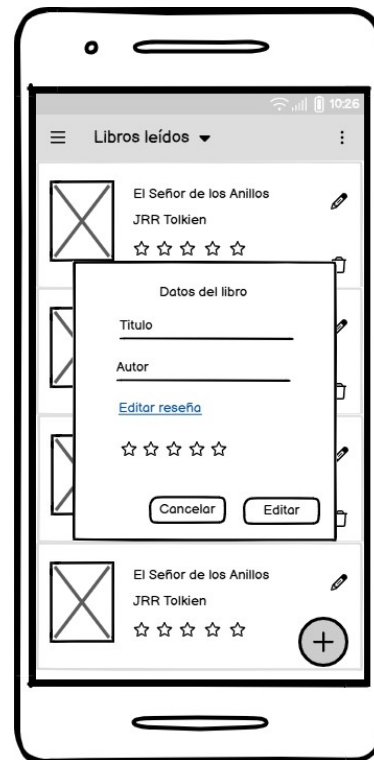 10:26
Libros leídos
El Señor de los Anillos
JRR Tolkien
Datos del libro
Titulo
Autor
Editar reseña
Cancelar
Editar
El Señor de los Anillos
JRR Tolkien